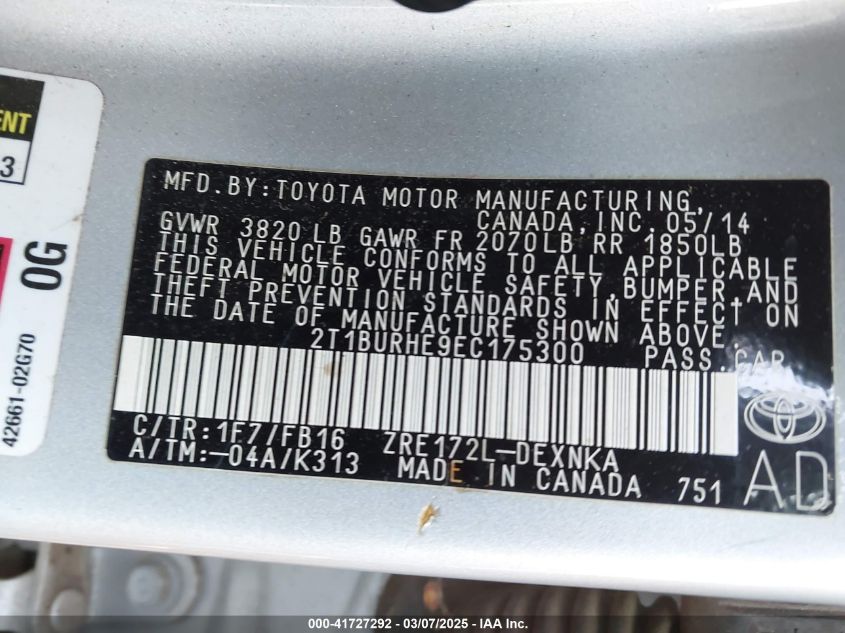 ENT
3
0G
42661-02G70
MFD.BY:TOYOTA MOTOR MANUFACTURING,
CANADA,INC. 05/14
GVWR 3820 LB GAWR FR 2070LB RR 1850LB
THIS VEHICLE CONFORMS TO ALL APPLICABLE
FEDERAL MOTOR VEHICLE SAFETY,BUMPER,AND
THEFT PREVENTION STANDARDS IN EFFECT ON
THE DATE OF MANUFACTURE SHOWN ABOVE.
2T1BURHE9EC175300 PASS.CAR
C/TR:1F7/FB16 ZRE172L-DEXNKA
A/TM:-04A/K313 MADE IN CANADA 751
AD
000-41727292 — 03/07/2025 — IAA, Inc.